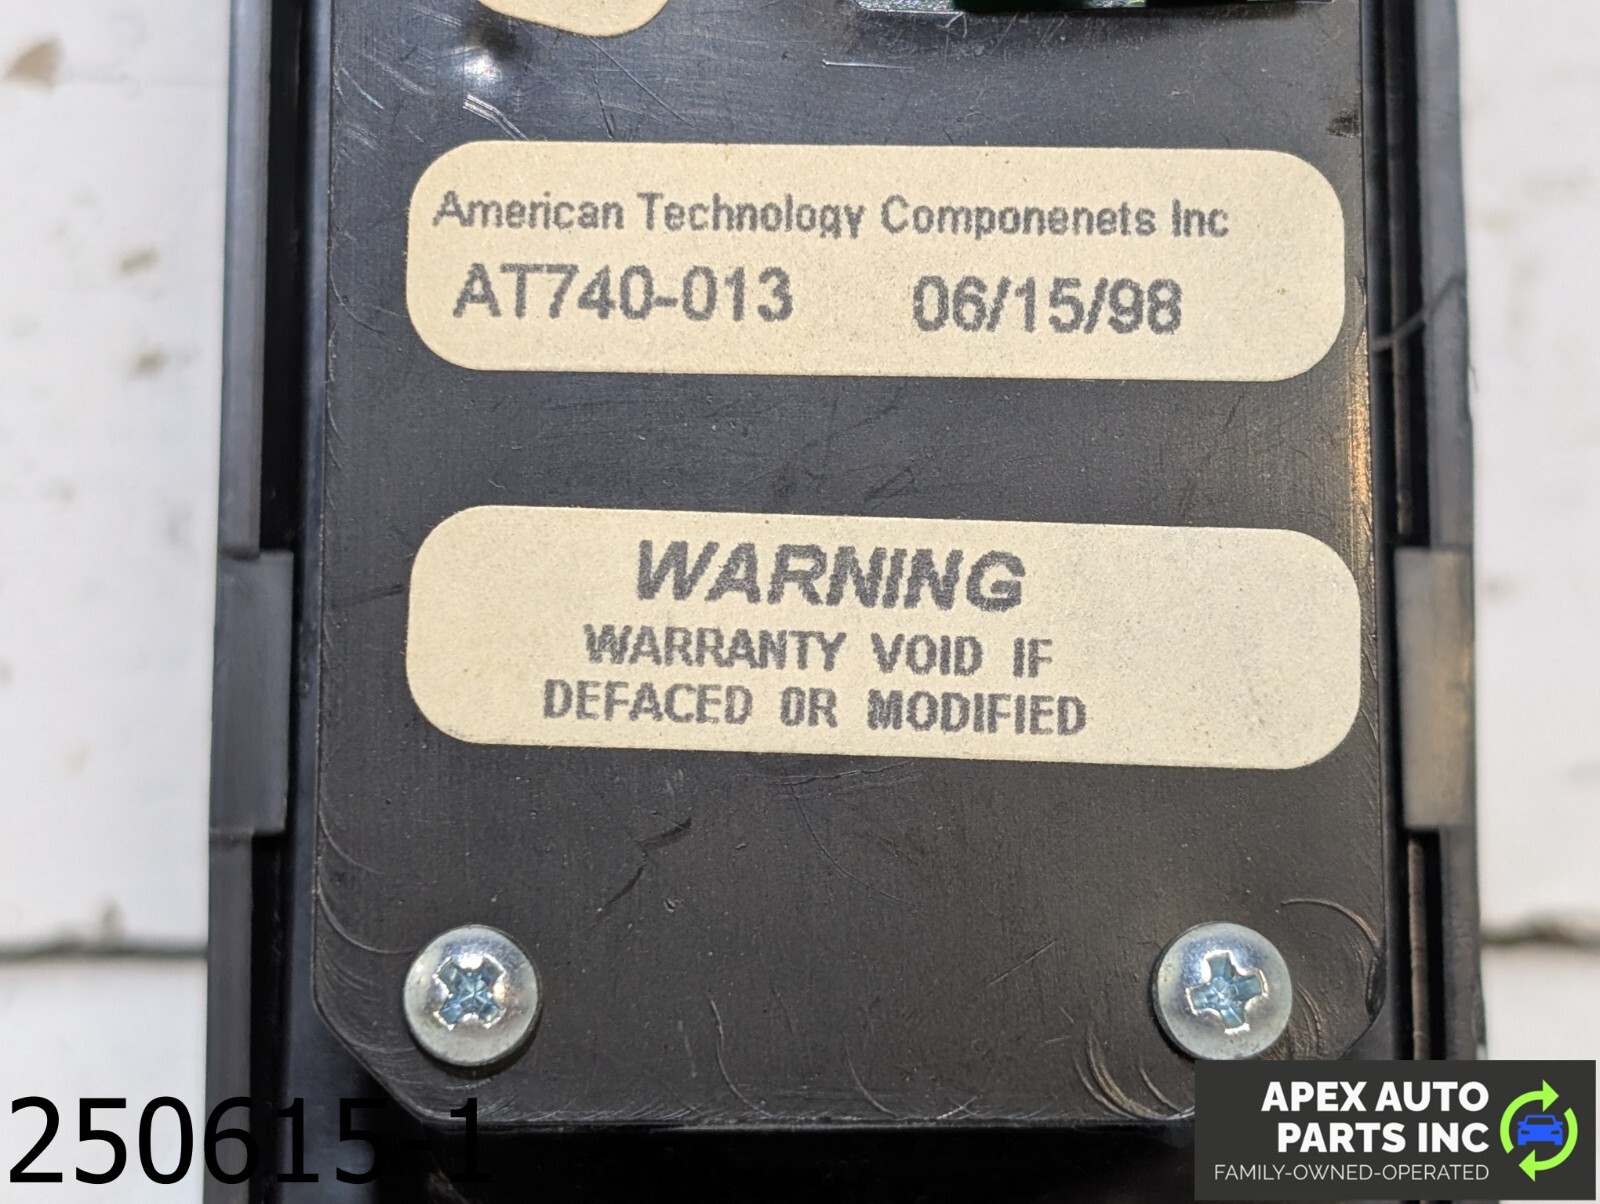 American Technology Componenets Inc
AT740-013 06/15/98
WARNING
WARRANTY VOID IF
DEFACED OR MODIFIED
250615-1
APEX AUTO
PARTS INC
FAMILY-OWNED-OPERATED